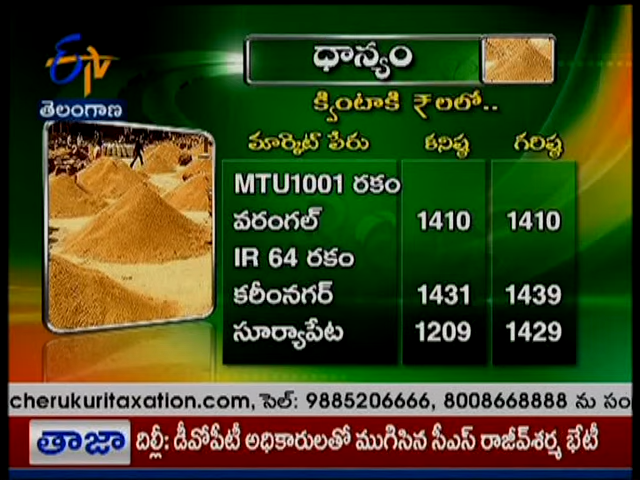 ETV
తెలంగాణ
ధాన్యం
క్వింటాకి ₹లలో..
మార్కెట్ పేరు కనిష్ఠ గరిష్ఠ
MTU1001 రకం
వరంగల్ 1410 1410
IR 64 రకం
కరీంనగర్ 1431 1439
సూర్యాపేట 1209 1429
cherukuritaxation.com, సెల్: 9885206666, 8008668888 ను సం
తాజా దిల్లీ: డీవోపీటీ అధికారులతో ముగిసిన సీఎస్ రాజీవ్‌శర్మ భేటీ